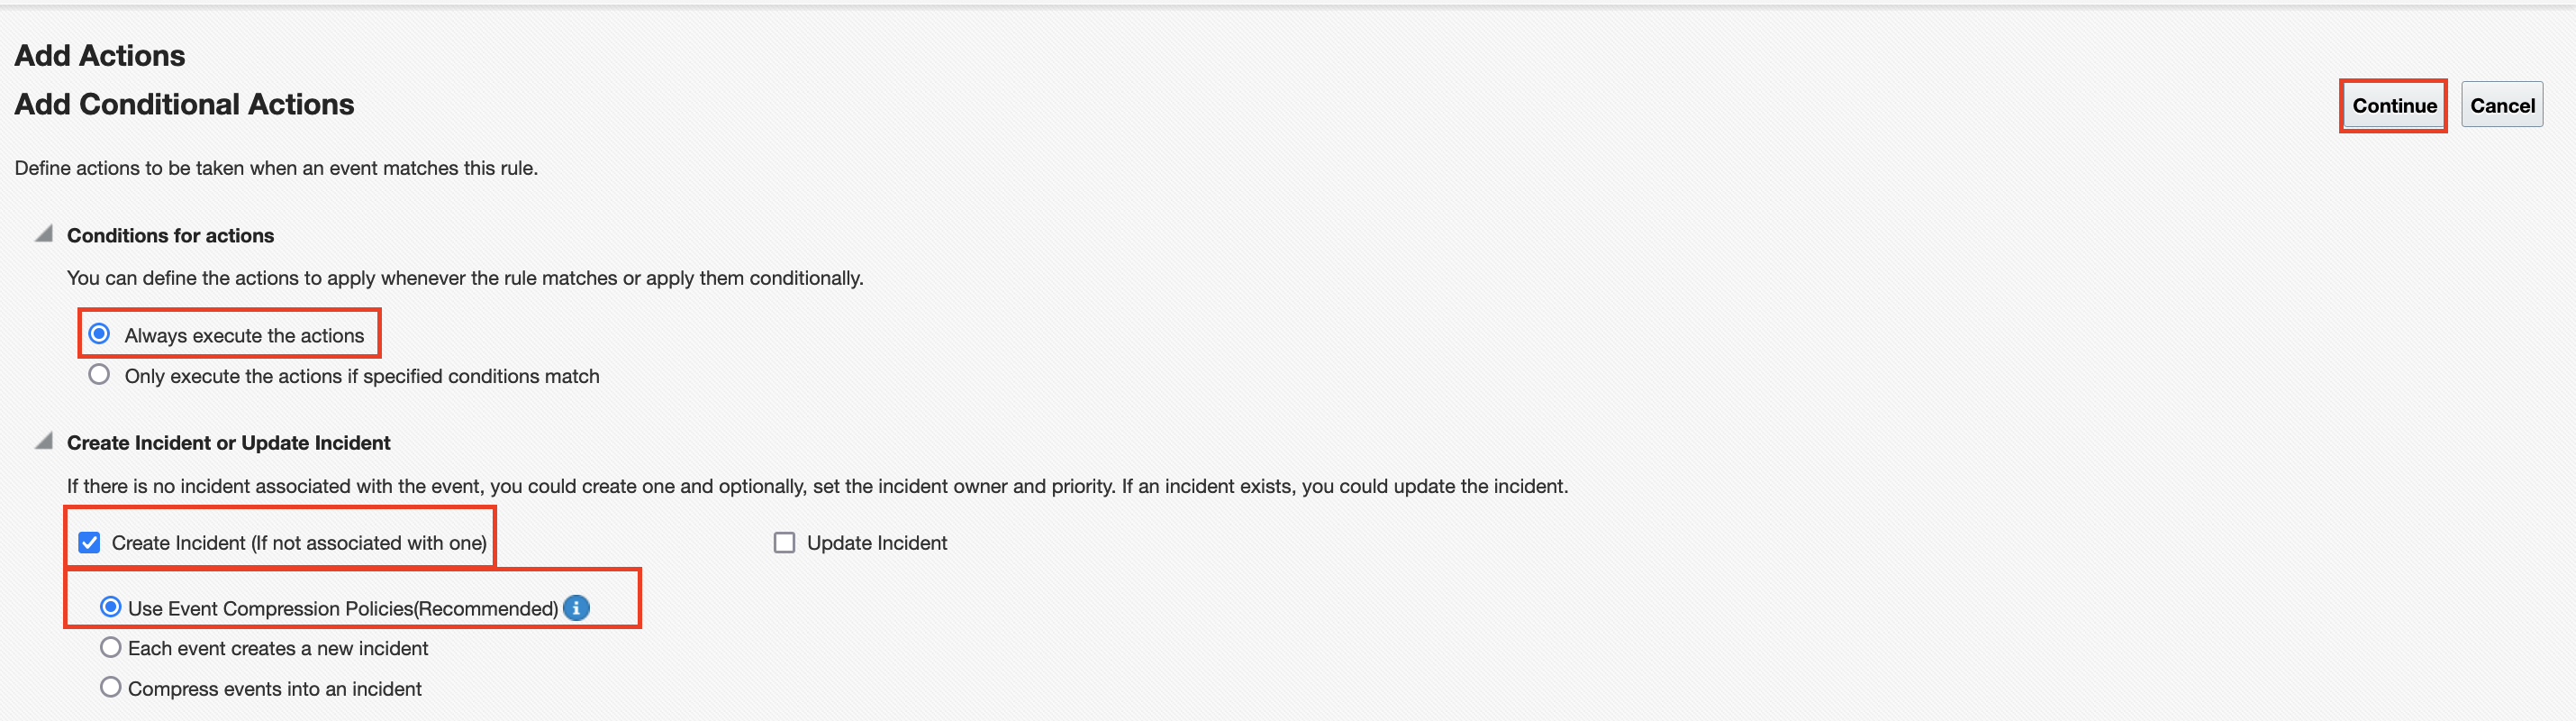 Add Actions
Add Conditional Actions
Continue
Cancel
Define actions to be taken when an event matches this rule.
Conditions for actions
You can define the actions to apply whenever the rule matches or apply them conditionally.
Always execute the actions
Only execute the actions if specified conditions match
Create Incident or Update Incident
If there is no incident associated with the event, you could create one and optionally, set the incident owner and priority. If an incident exists, you could update the incident.
Create Incident (If not associated with one)
Update Incident
Use Event Compression Policies(Recommended)
Each event creates a new incident
Compress events into an incident